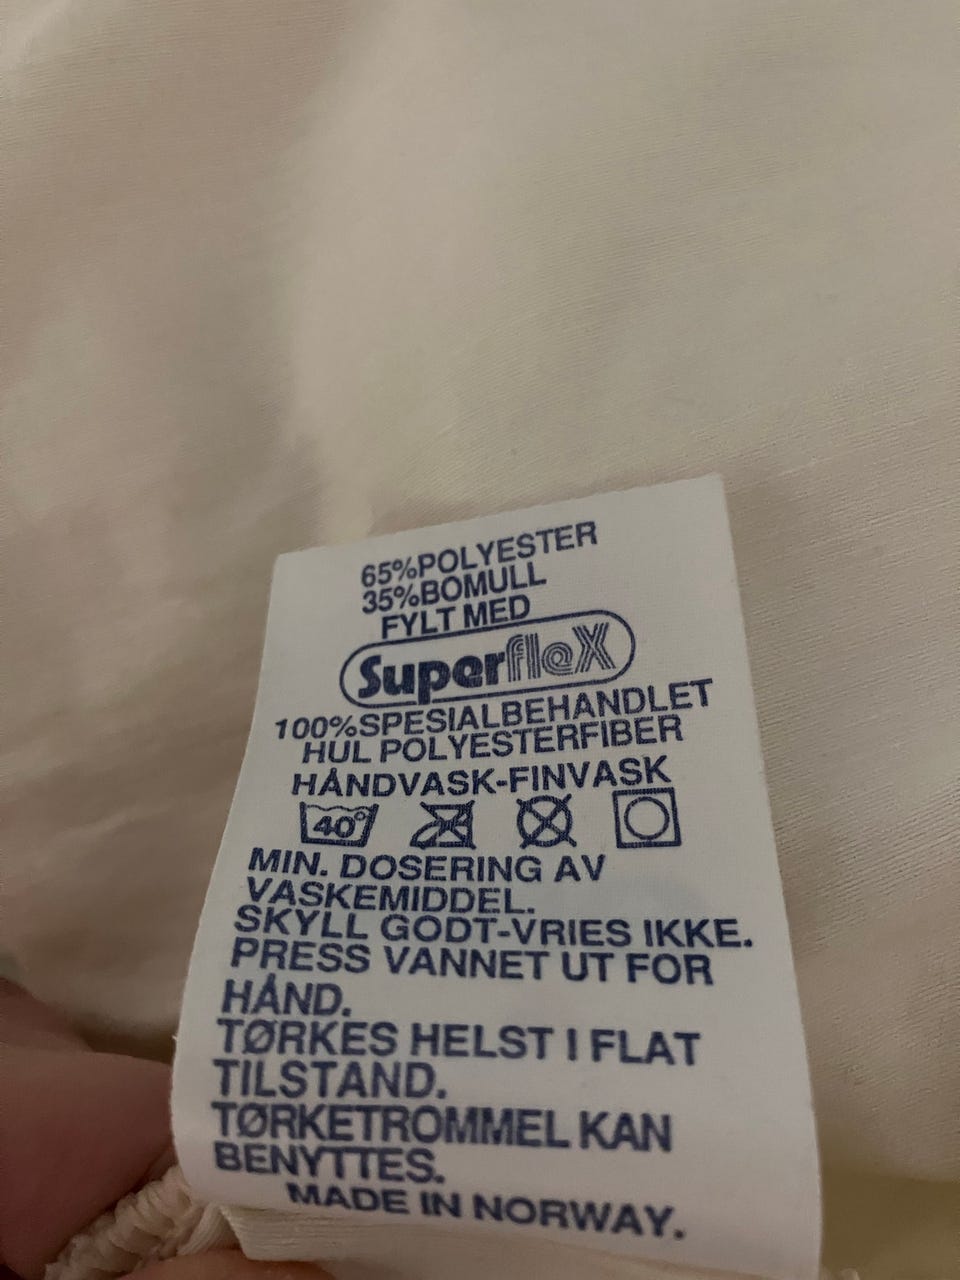 65%POLYESTER
35%BOMULL
FYLT MED
Superflex
100%SPESIALBEHANDLET
HUL POLYESTERFIBER
HÅNDVASK-FINVASK
40°
MIN. DOSERING AV
VASKEMIDDEL.
SKYLL GODT-VRIES IKKE.
PRESS VANNET UT FOR
HÅND.
TØRKES HELST I FLAT
TILSTAND.
TØRKETROMMEL KAN
BENYTTES.
MADE IN NORWAY.